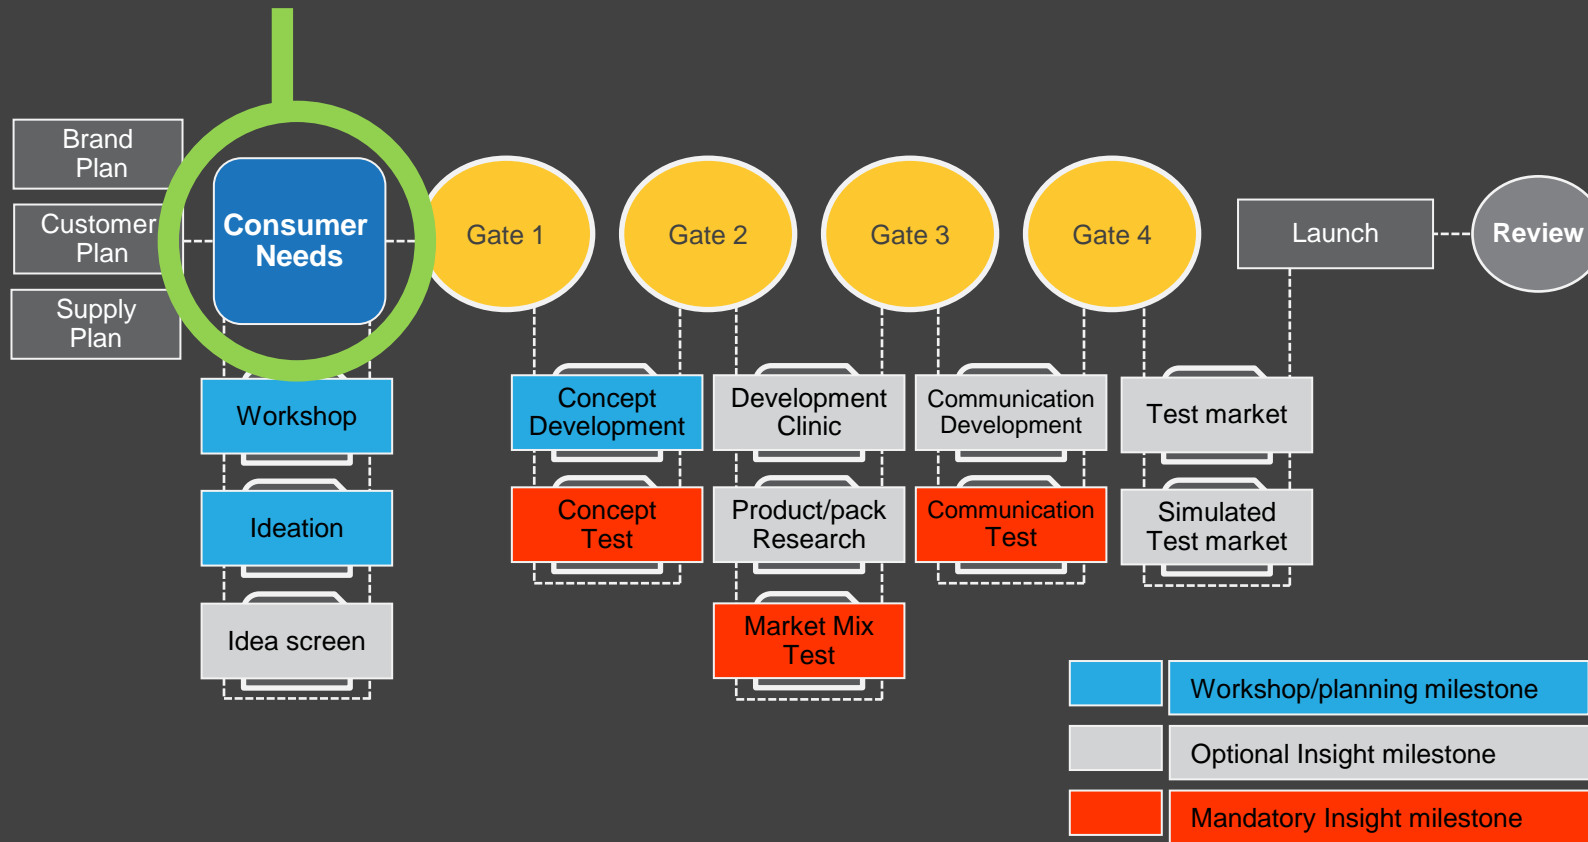 Brand
Plan
Customer
Plan
Supply
Plan
Consumer
Needs
Gate 1
Gate 2
Gate 3
Gate 4
Launch
Review
Workshop
Ideation
Idea screen
Concept
Development
Concept
Test
Development
Clinic
Product/pack
Research
Market Mix
Test
Communication
Development
Communication
Test
Test market
Simulated
Test market
Workshop/planning milestone
Optional Insight milestone
Mandatory Insight milestone